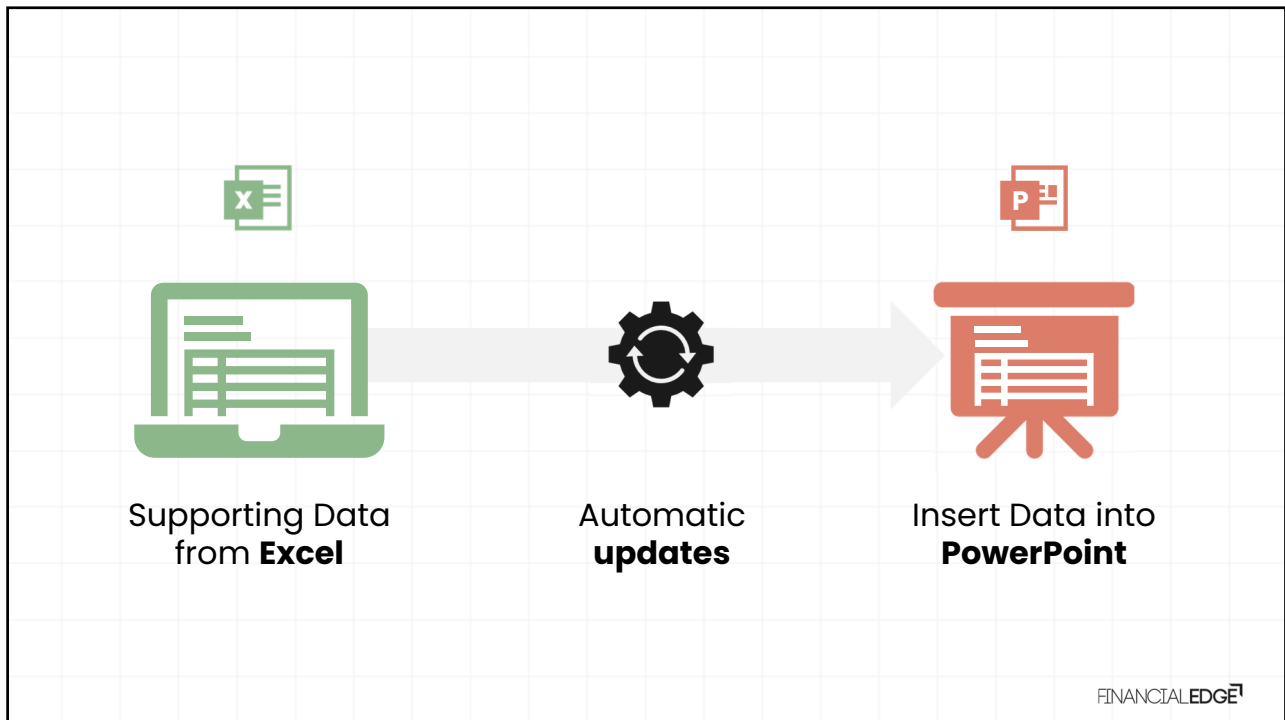 X
P
Supporting Data
from Excel
Automatic
updates
Insert Data into
PowerPoint
FINANCIALEDGE